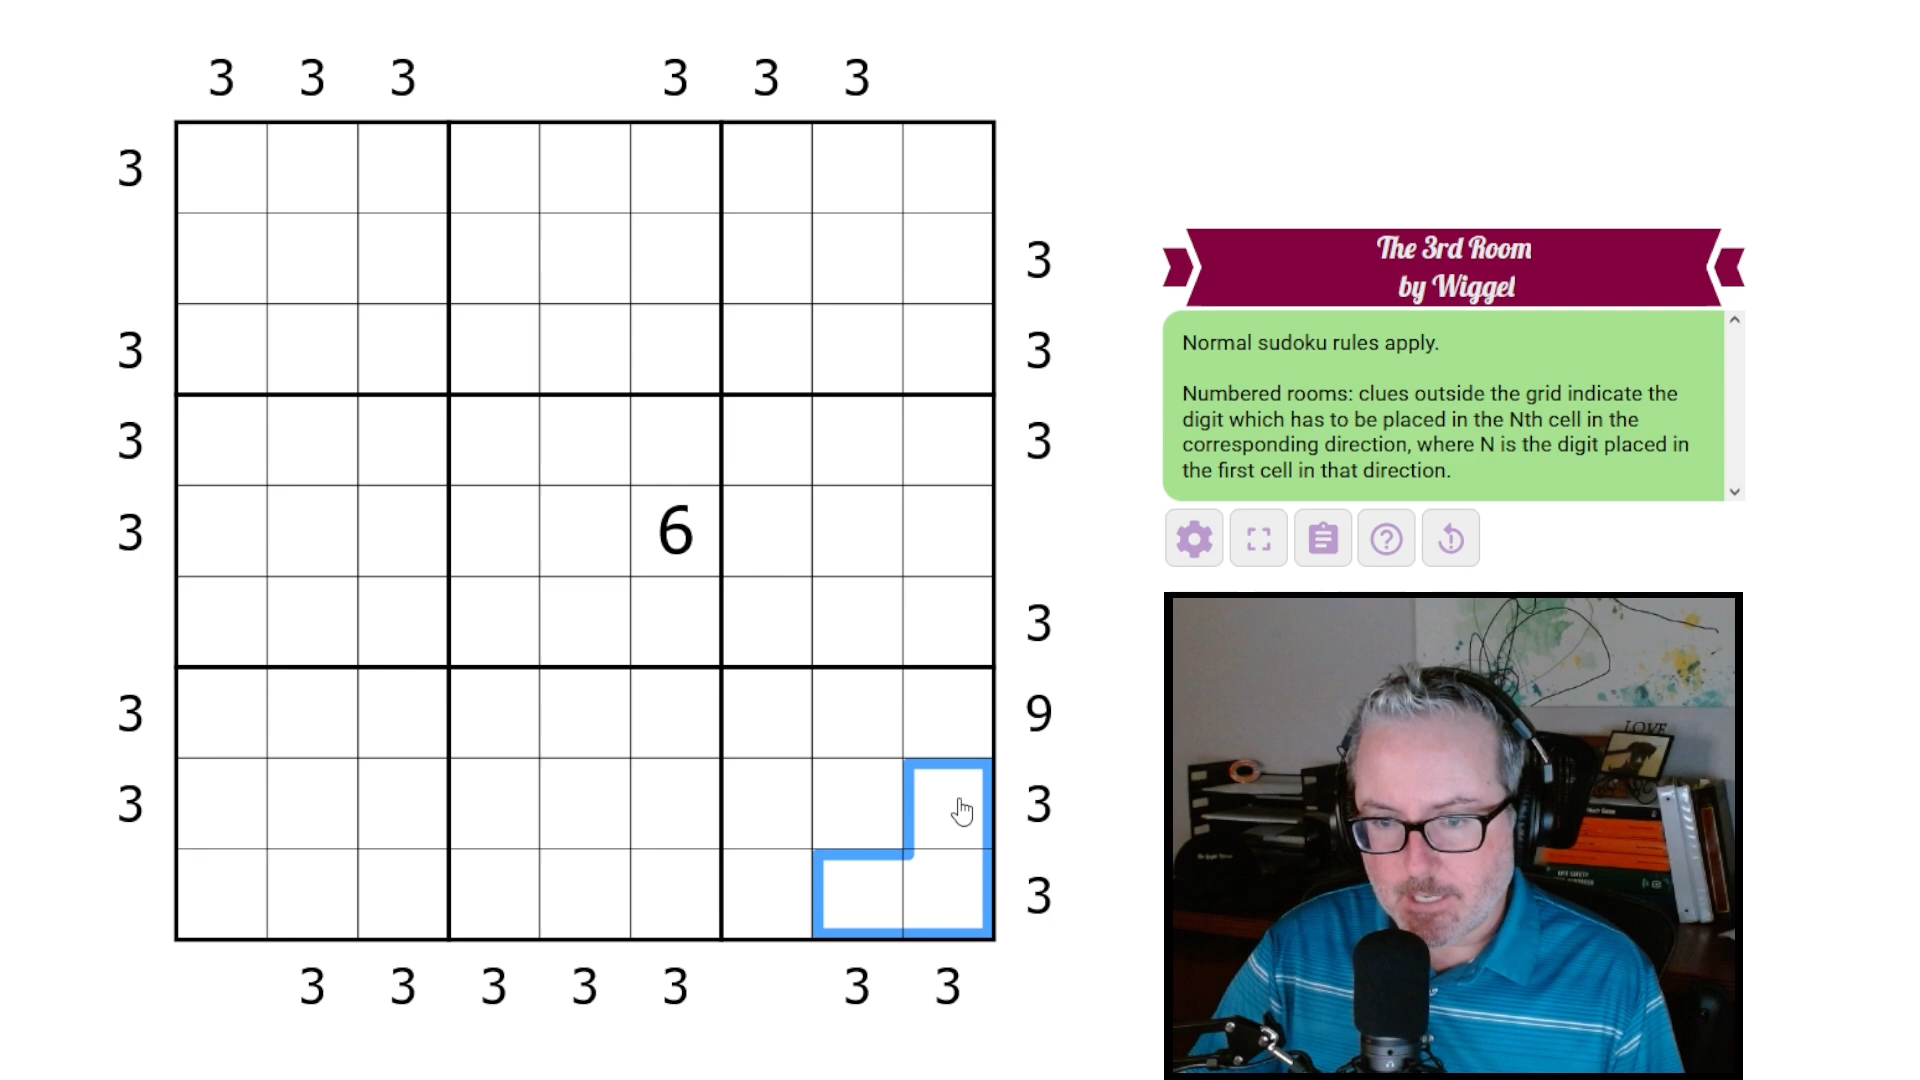 3 3 3 3 3 3
3
3
3 3
3 3
3 6
3
3 9
3 3
3
3 3 3 3 3 3 3
The 3rd Room
by Wiggel
Normal sudoku rules apply.
Numbered rooms: clues outside the grid indicate the
digit which has to be placed in the Nth cell in the
corresponding direction, where N is the digit placed in
the first cell in that direction.
LOVE